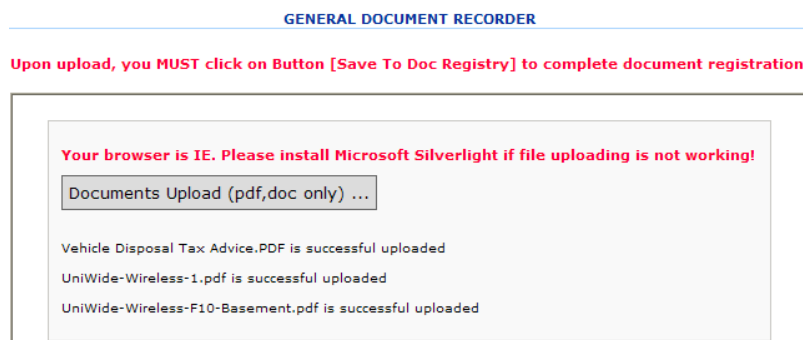 GENERAL DOCUMENT RECORDER
Upon upload, you MUST click on Button [Save To Doc Registry] to complete document registration
Your browser is IE. Please install Microsoft Silverlight if file uploading is not working!
Documents Upload (pdf,doc only) ...
Vehicle Disposal Tax Advice.PDF is successful uploaded
UniWide-Wireless-1.pdf is successful uploaded
UniWide-Wireless-F10-Basement.pdf is successful uploaded